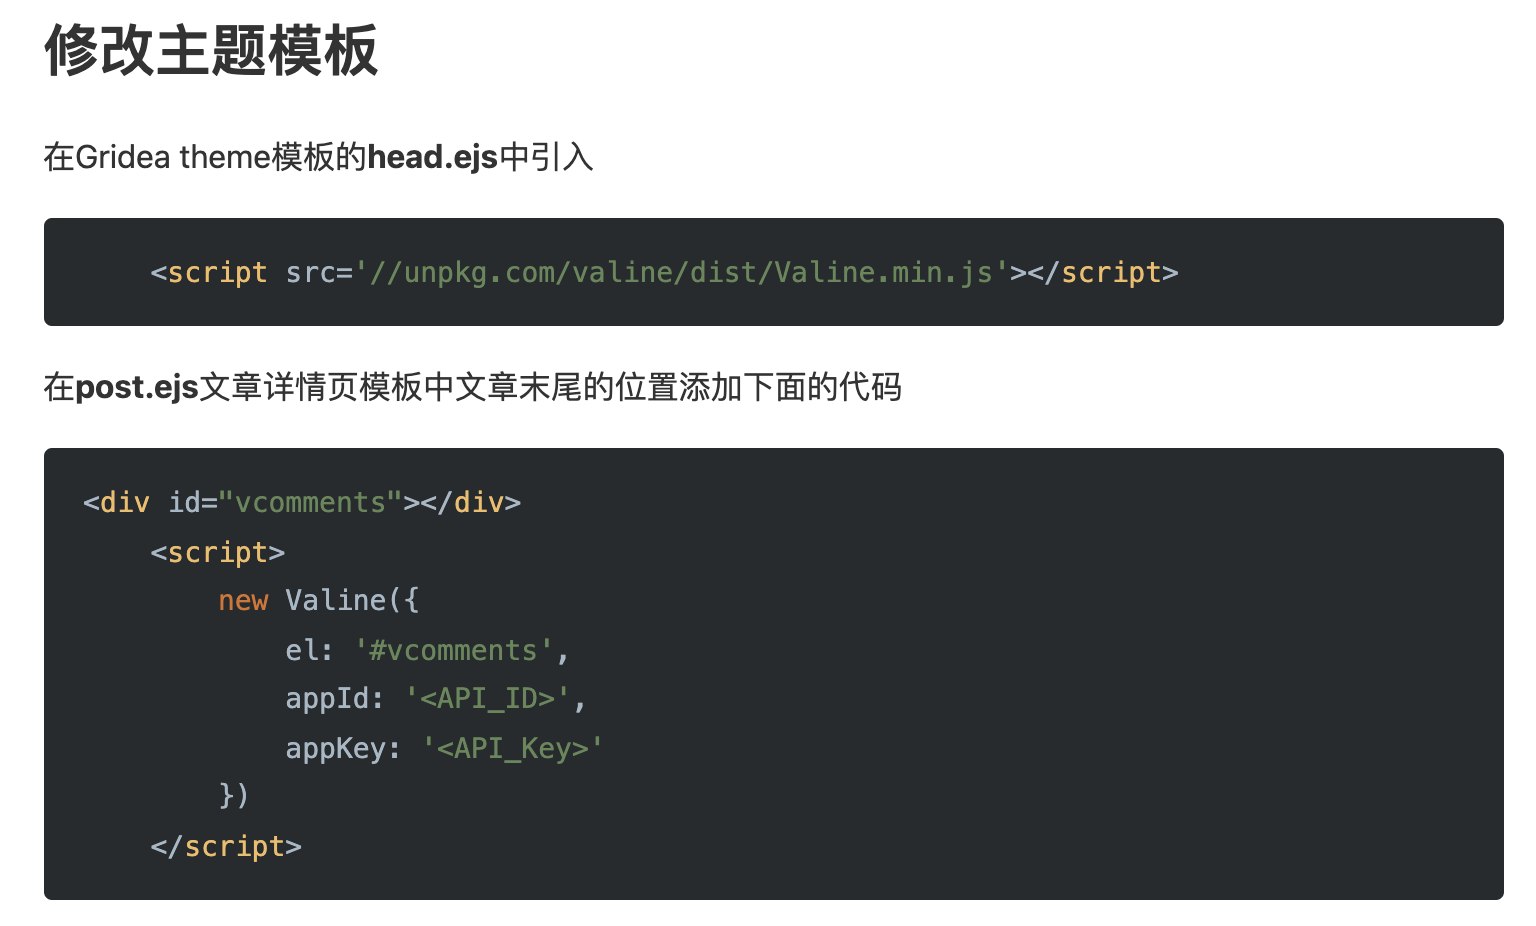 修改主题模板
在Gridea theme模板的head.ejs中引入
<script src='//unpkg.com/valine/dist/Valine.min.js'></script>
在post.ejs文章详情页模板中文章末尾的位置添加下面的代码
<div id="vcomments"></div>
    <script>
        new Valine({
            el: '#vcomments',
            appId: '<API_ID>',
            appKey: '<API_Key>'
        })
    </script>